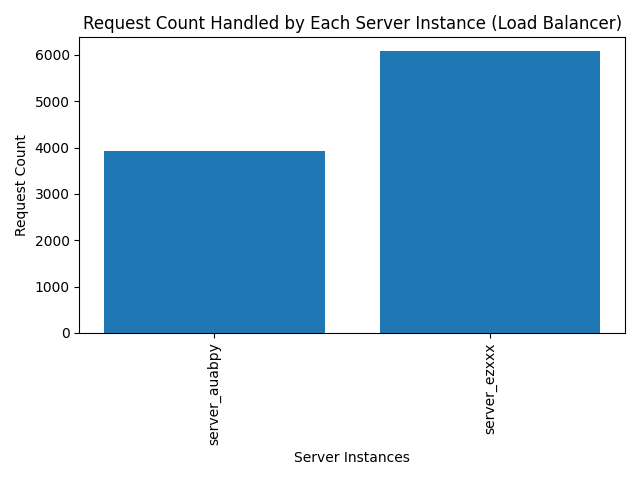 Request Count Handled by Each Server Instance (Load Balancer)
6000
5000
4000
3000
2000
1000
0
Request Count
server_auabpy
server_ezxxx
Server Instances